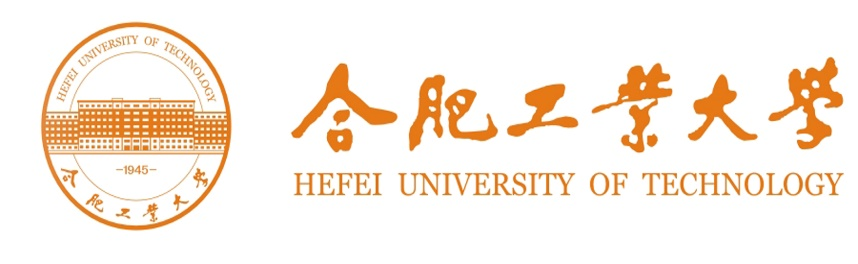 HEFEI UNIVERSITY OF TECHNOLOGY
-1945-
合肥工業大學
合肥工業大學
HEFEI UNIVERSITY OF TECHNOLOGY